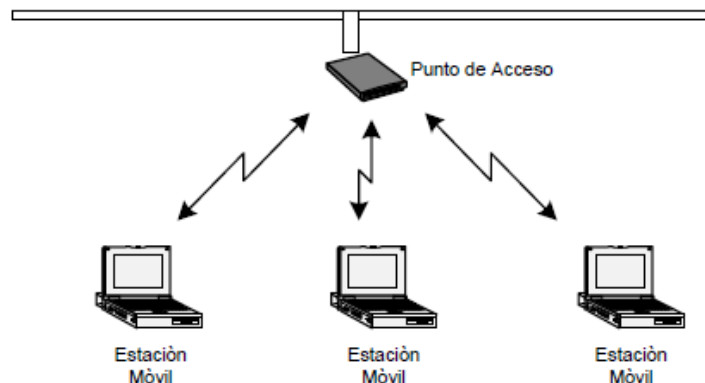 Punto de Acceso
Estaciòn
Mòvil
Estaciòn
Mòvil
Estaciòn
Mòvil